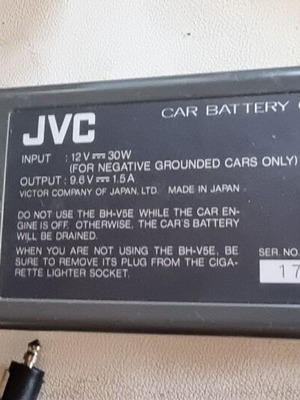 CAR BATTERY
JVC
INPUT : 12V⎓30W
(FOR NEGATIVE GROUNDED CARS ONLY)
OUTPUT : 9.6V⎓1.5A
VICTOR COMPANY OF JAPAN, LTD. MADE IN JAPAN
DO NOT USE THE BH-V5E WHILE THE CAR EN-
GINE IS OFF. OTHERWISE, THE CAR'S BATTERY
WILL BE DRAINED.
WHEN YOU ARE NOT USING THE BH-V5E, BE
SURE TO REMOVE ITS PLUG FROM THE CIGA-
RETTE LIGHTER SOCKET.
SER. NO.
17